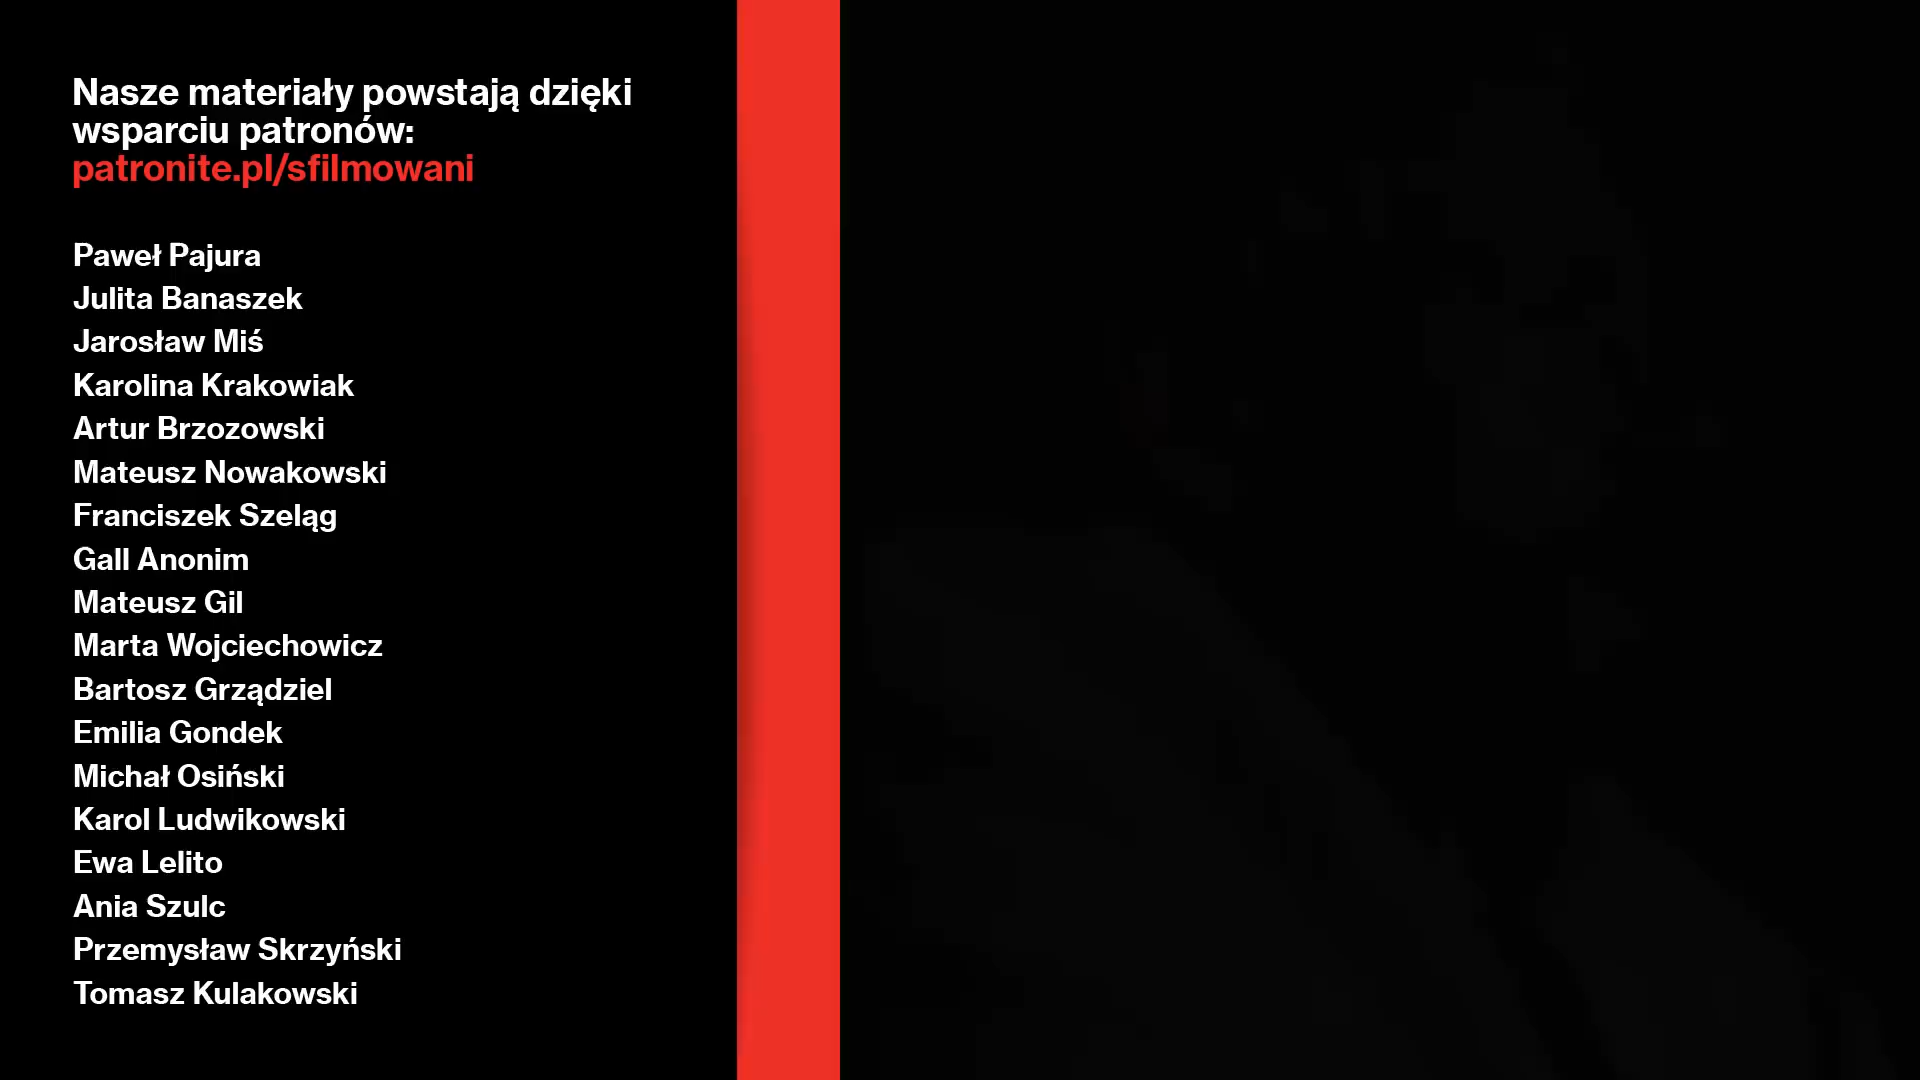 Nasze materiały powstają dzięki
wsparciu patronów:
patronite.pl/sfilmowani
Paweł Pajura
Julita Banaszek
Jarosław Miś
Karolina Krakowiak
Artur Brzozowski
Mateusz Nowakowski
Franciszek Szeląg
Gall Anonim
Mateusz Gil
Marta Wojciechowicz
Bartosz Grządziel
Emilia Gondek
Michał Osiński
Karol Ludwikowski
Ewa Lelito
Ania Szulc
Przemysław Skrzyński
Tomasz Kulakowski